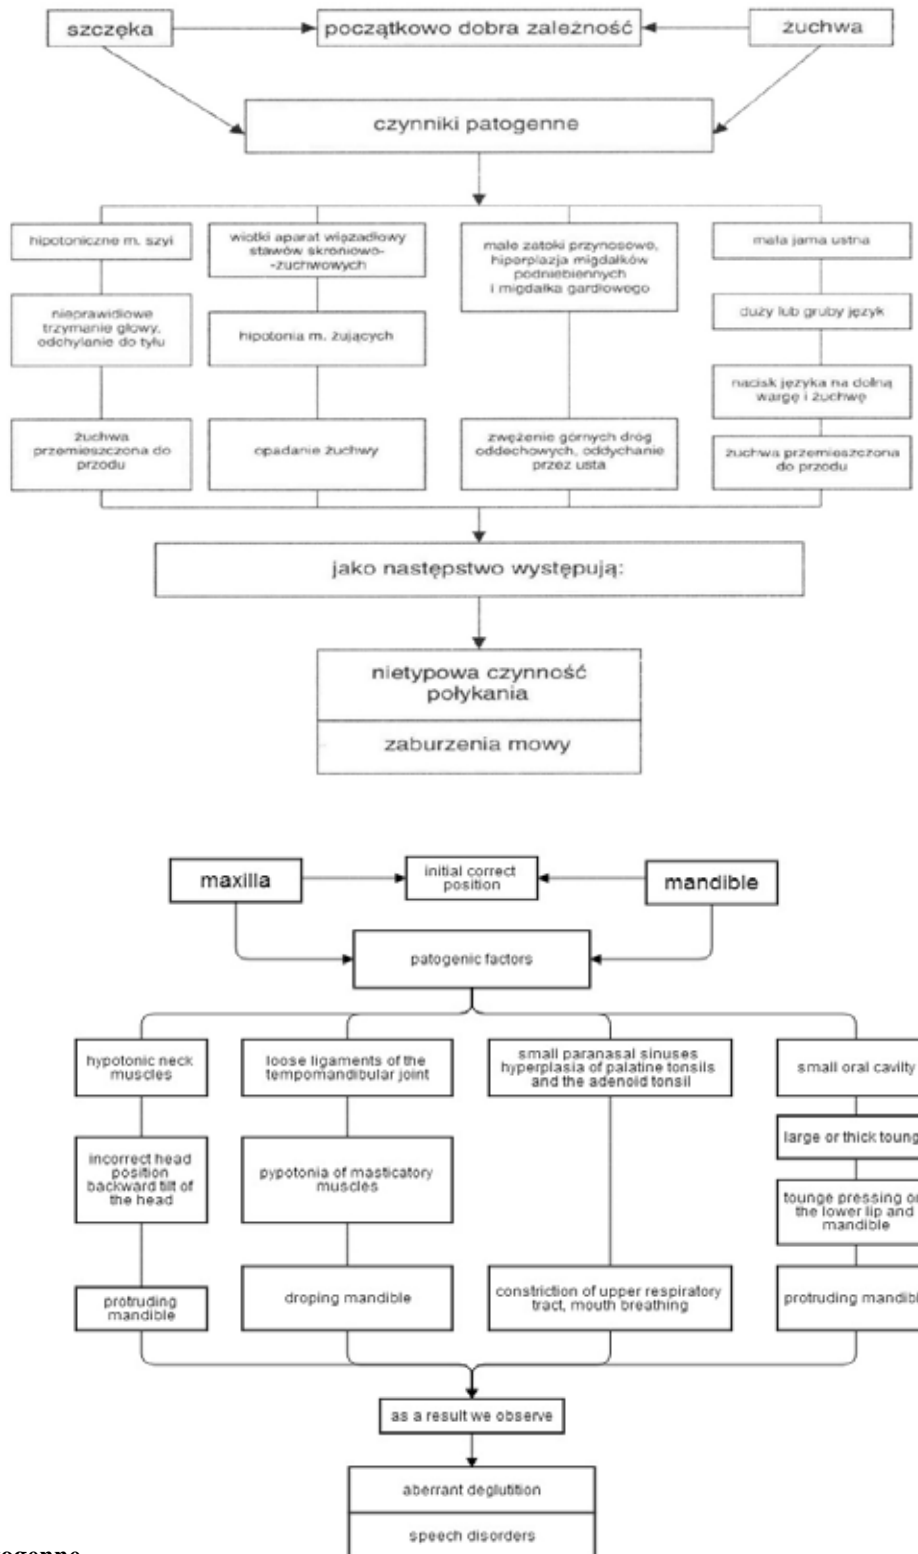 szczęka
początkowo dobra zależność
żuchwa
czynniki patogenne
hipotoniczne m. szyi
nieprawidłowe
trzymanie głowy,
odchylanie do tyłu
żuchwa
przemieszczona do
przodu
wiotki aparat więzadłowy
stawów skroniowo-
-żuchwowych
hipotonia m. żujących
opadanie żuchwy
małe zatoki przynosowe,
hiperplazja migdałków
podniebiennych
i migdałka gardłowego
zwężenie górnych dróg
oddechowych, oddychanie
przez usta
mała jama ustna
duży lub gruby język
nacisk języka na dolną
wargę i żuchwę
żuchwa przemieszczona
do przodu
jako następstwo występują:
nietypowa czynność
połykania
zaburzenia mowy
maxilla
initial correct
position
mandible
patogenic factors
hypotonic neck
muscles
incorrect head
position
backward tilt of
the head
protruding
mandible
loose ligaments of the
tempomandibular joint
pypotonia of masticatory
muscles
droping mandible
small paranasal sinuses
hyperplasia of palatine tonsils
and the adenoid tonsil
constriction of upper respiratory
tract, mouth breathing
small oral cavity
large or thick toung
tounge pressing on
the lower lip and
mandible
protruding mandibl
as a result we observe
aberrant deglutition
speech disorders